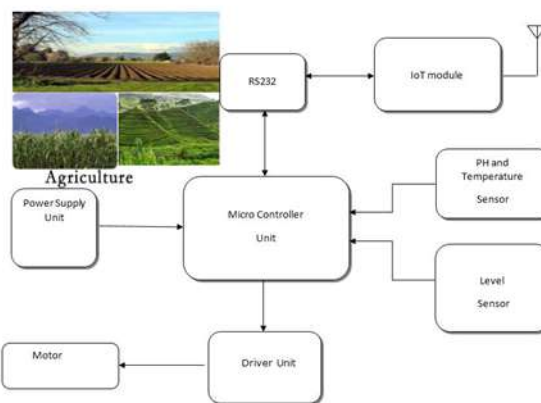 RS232
IoT module
Agriculture
PH and
Temperature
Sensor
Power Supply
Unit
Micro Controller
Unit
Level
Sensor
Motor
Driver Unit